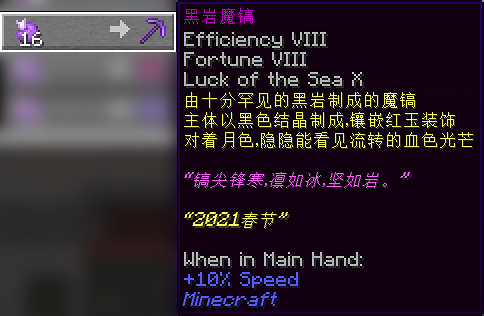 黑岩魔镐
Efficiency VIII
Fortune VIII
Luck of the Sea X
由十分罕见的黑岩制成的魔镐
主体以黑色结晶制成,镶嵌红玉装饰
对着月色,隐隐能看见流转的血色光芒
“镐尖锋寒,凛如冰,坚如岩。”
“2021春节”
When in Main Hand:
+10% Speed
Minecraft
16